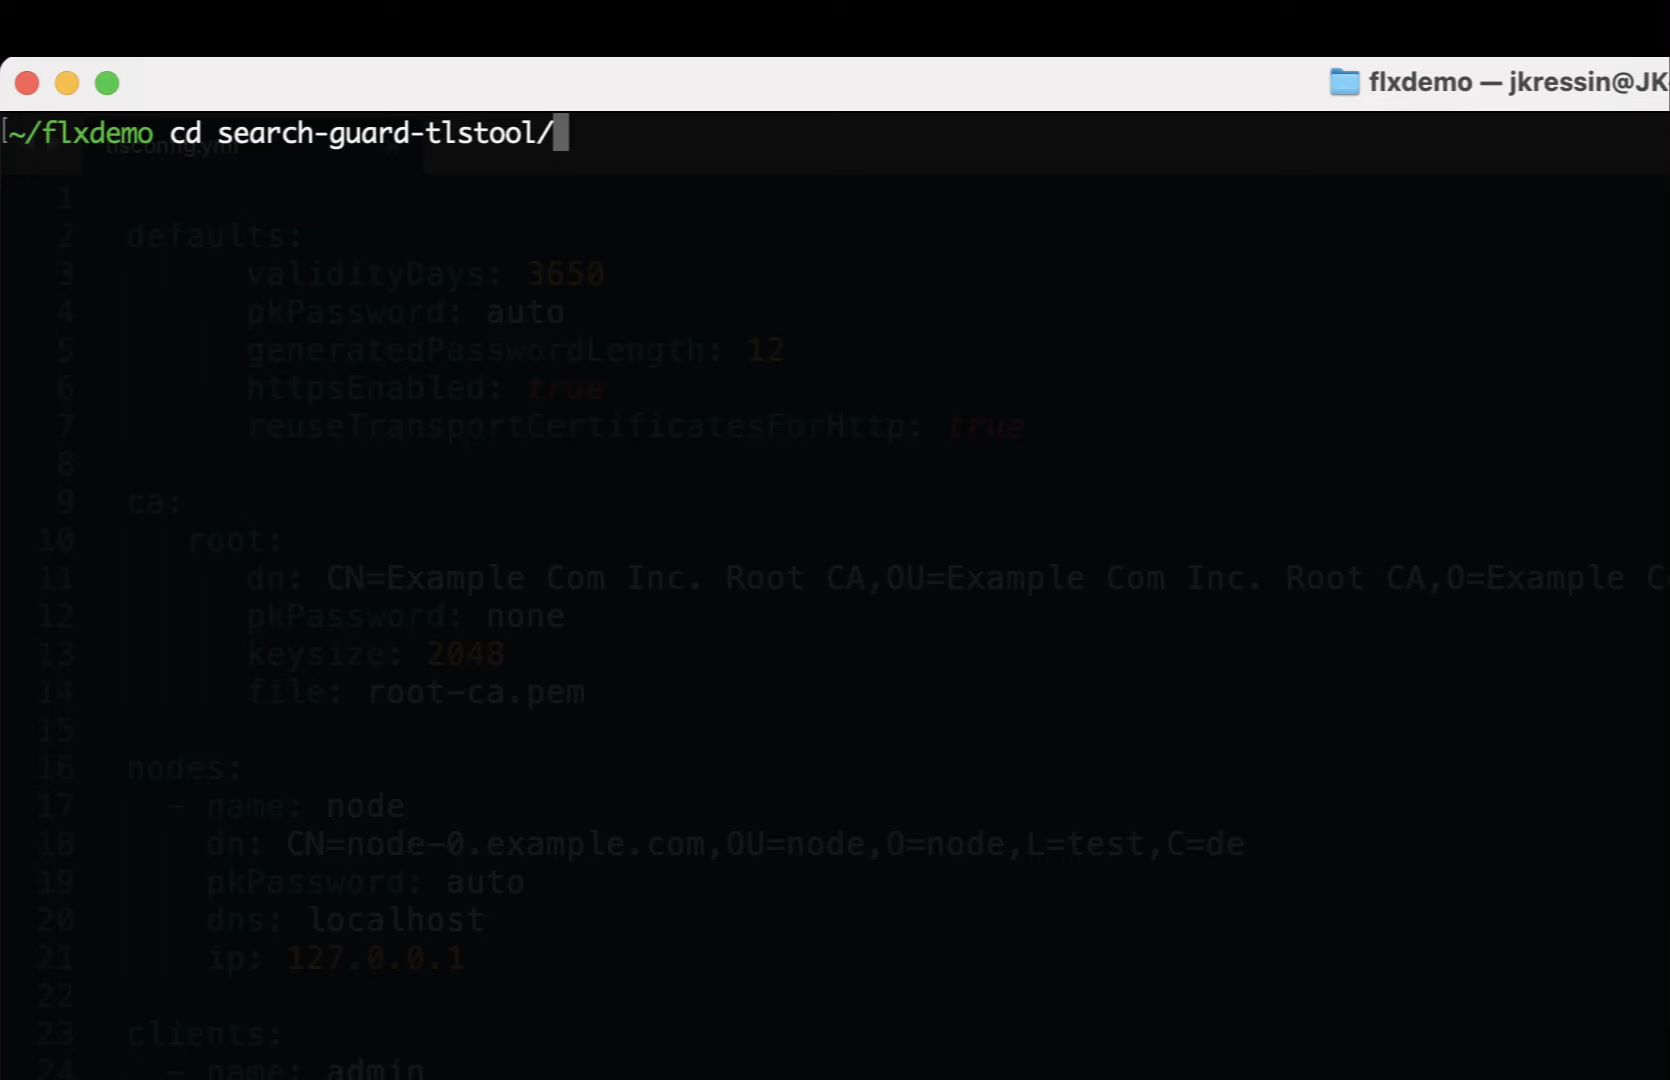 flxdemo — jkressin@JK-
~/flxdemo cd search-guard-tlstool/
tlsconfig.yml
1
2 defaults:
3 validityDays: 3650
4 pkPassword: auto
5 generatedPasswordLength: 12
6 httpsEnabled: true
7 reuseTransportCertificatesForHttp: true
8
9 ca:
10 root:
11 dn: CN=Example Com Inc. Root CA,OU=Example Com Inc. Root CA,O=Example C
12 pkPassword: none
13 keysize: 2048
14 file: root-ca.pem
15
16 nodes:
17 - name: node
18 dn: CN=node-0.example.com,OU=node,O=node,L=test,C=de
19 pkPassword: auto
20 dns: localhost
21 ip: 127.0.0.1
22
23 clients:
24 - name: admin